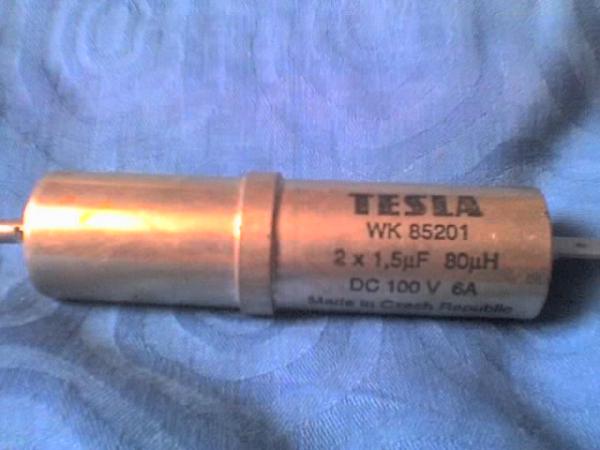 TESLA
WK 85201
2 x 1,5µF 80µH
DC 100 V 6A
Made in Czech Republic